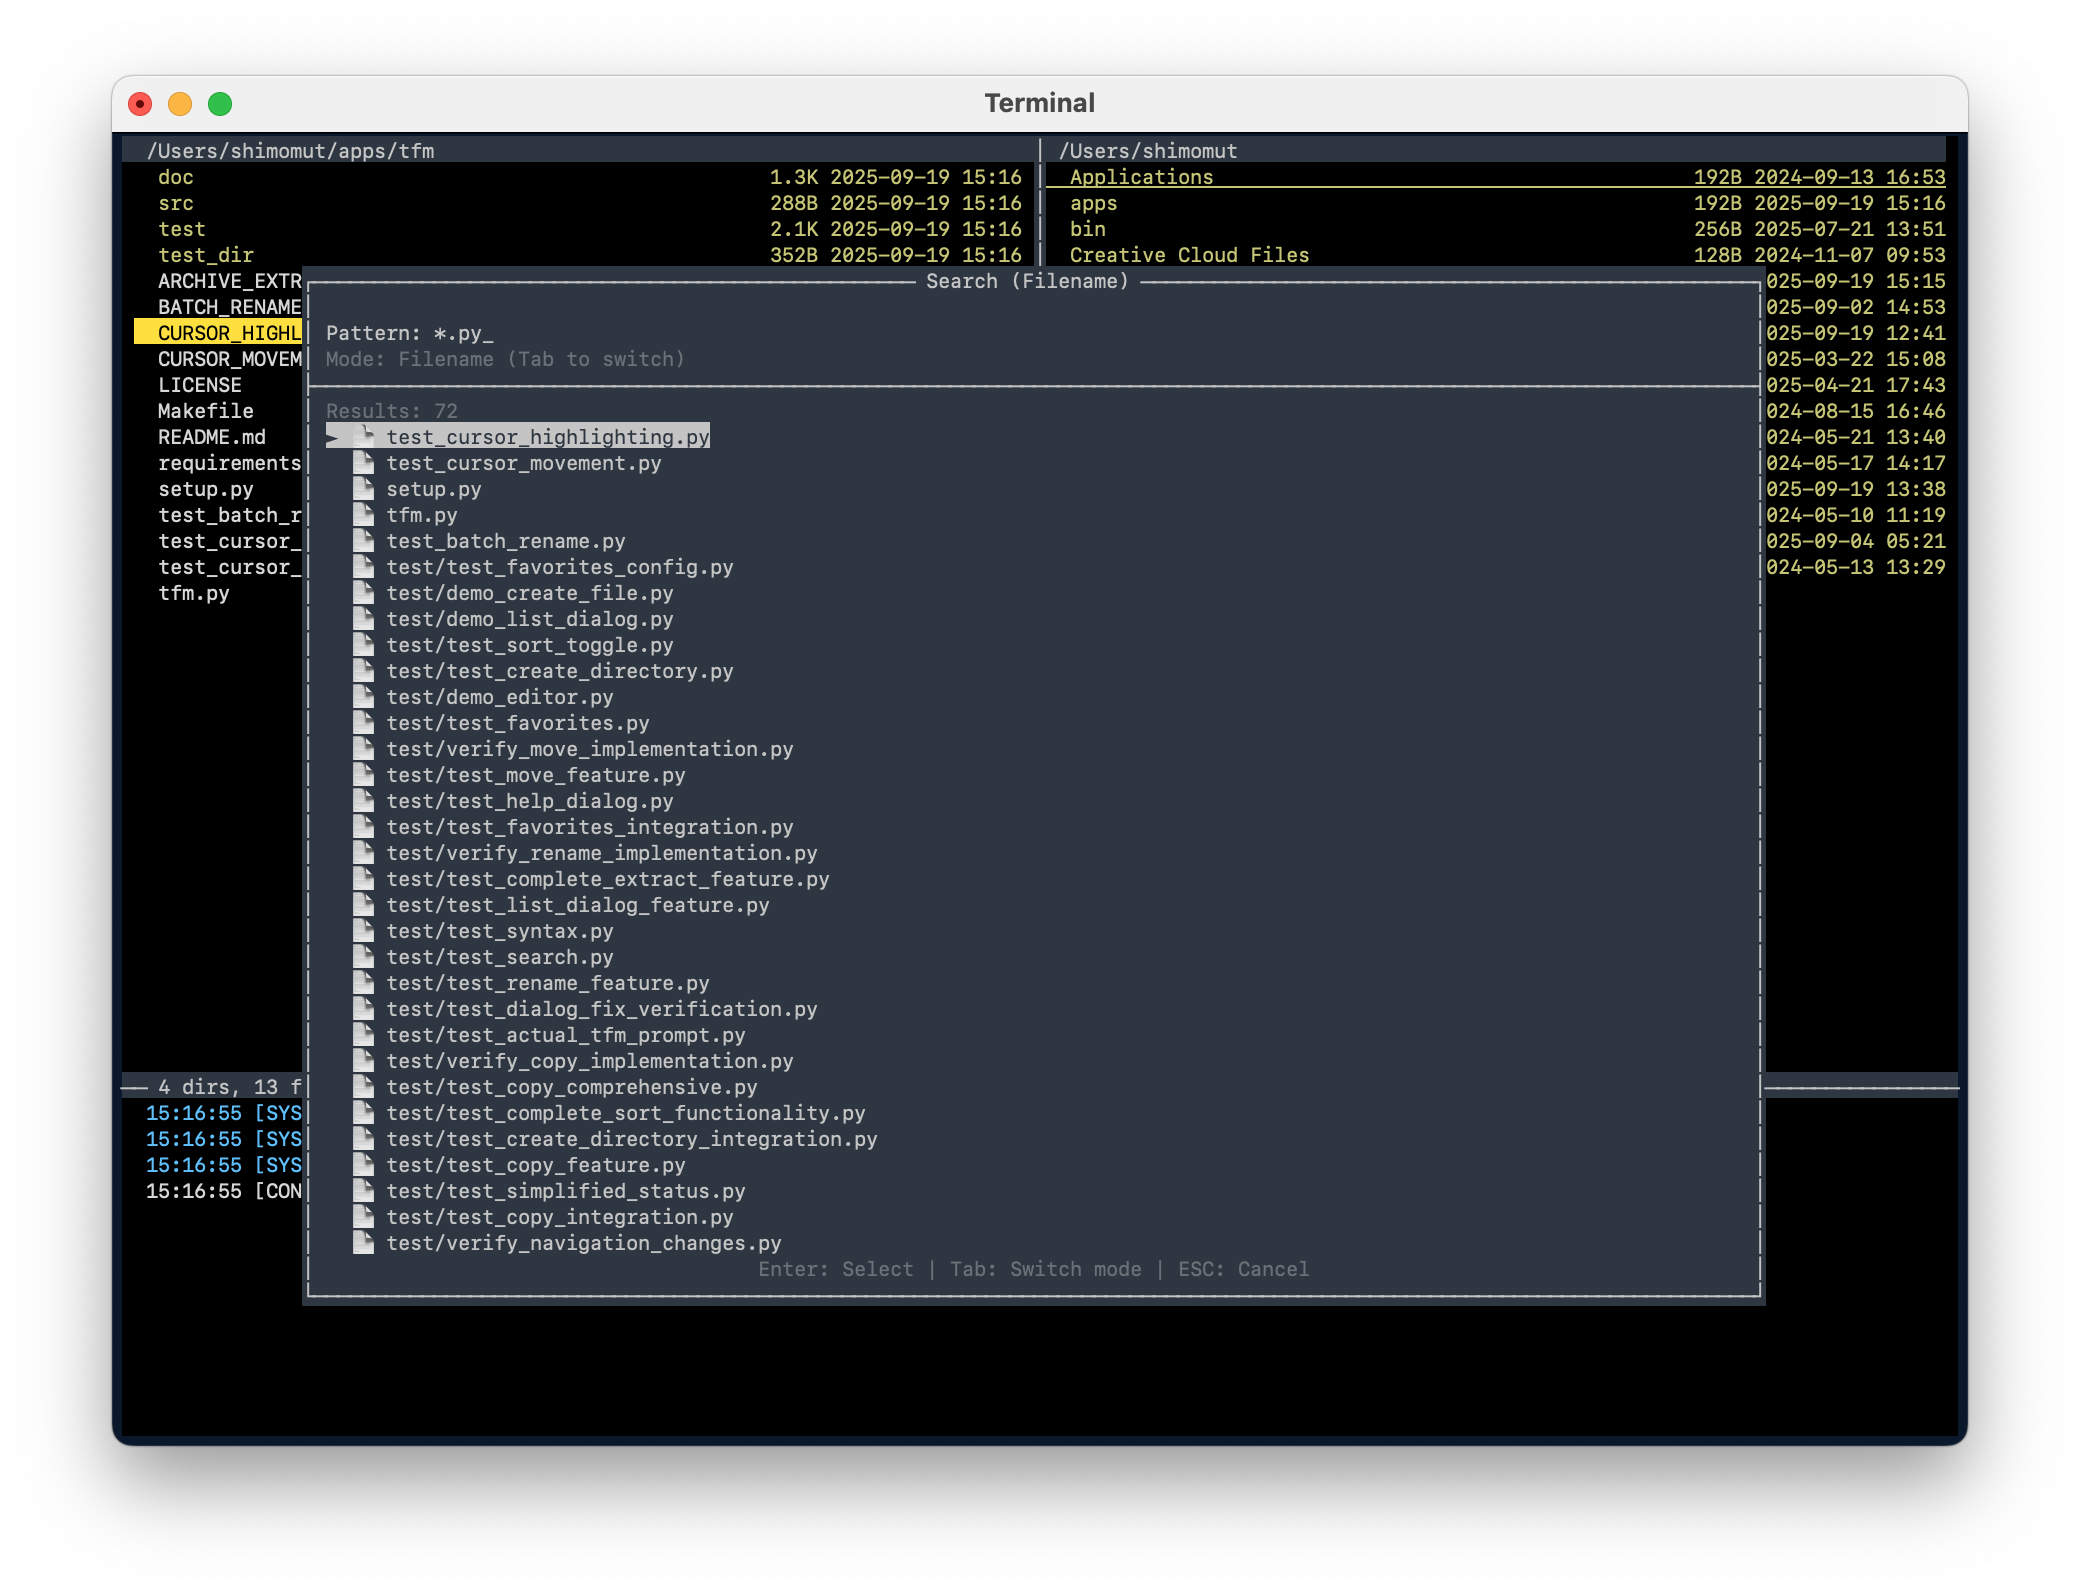 Terminal
/Users/shimomut/apps/tfm
/Users/shimomut
doc 1.3K 2025-09-19 15:16
Applications 192B 2024-09-13 16:53
src 288B 2025-09-19 15:16
apps 192B 2025-09-19 15:16
test 2.1K 2025-09-19 15:16
bin 256B 2025-07-21 13:51
test_dir 352B 2025-09-19 15:16
Creative Cloud Files 128B 2024-11-07 09:53
ARCHIVE_EXTR
Search (Filename)
025-09-19 15:15
BATCH_RENAME
025-09-02 14:53
CURSOR_HIGHL
Pattern: *.py_
025-09-19 12:41
CURSOR_MOVEM
Mode: Filename (Tab to switch)
025-03-22 15:08
LICENSE
025-04-21 17:43
Makefile
Results: 72
024-08-15 16:46
README.md
► test_cursor_highlighting.py
024-05-21 13:40
requirements
test_cursor_movement.py
024-05-17 14:17
setup.py
setup.py
025-09-19 13:38
test_batch_r
tfm.py
024-05-10 11:19
test_cursor_
test_batch_rename.py
025-09-04 05:21
test_cursor_
test/test_favorites_config.py
024-05-13 13:29
tfm.py
test/demo_create_file.py
test/demo_list_dialog.py
test/test_sort_toggle.py
test/test_create_directory.py
test/demo_editor.py
test/test_favorites.py
test/verify_move_implementation.py
test/test_move_feature.py
test/test_help_dialog.py
test/test_favorites_integration.py
test/verify_rename_implementation.py
test/test_complete_extract_feature.py
test/test_list_dialog_feature.py
test/test_syntax.py
test/test_search.py
test/test_rename_feature.py
test/test_dialog_fix_verification.py
test/test_actual_tfm_prompt.py
test/verify_copy_implementation.py
4 dirs, 13 f
test/test_copy_comprehensive.py
15:16:55 [SYS
test/test_complete_sort_functionality.py
15:16:55 [SYS
test/test_create_directory_integration.py
15:16:55 [SYS
test/test_copy_feature.py
15:16:55 [CON
test/test_simplified_status.py
test/test_copy_integration.py
test/verify_navigation_changes.py
Enter: Select | Tab: Switch mode | ESC: Cancel